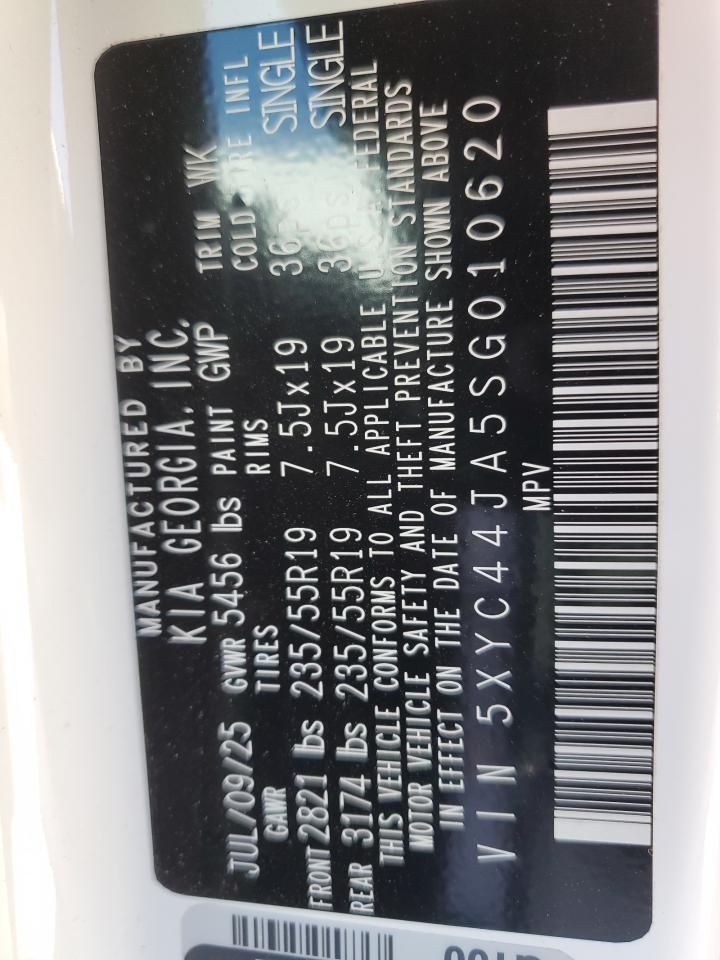 MANUFACTURED BY
KIA GEORGIA, INC.
JUL/09/25 GVWR 5456 lbs PAINT GWP TRIM WK
GAWR TIRES RIMS COLD TIRE INFL
FRONT 2821 lbs 235/55R19 7.5Jx19 36PS SINGLE
REAR 3174 lbs 235/55R19 7.5Jx19 36PS SINGLE
THIS VEHICLE CONFORMS TO ALL APPLICABLE U.S.A. FEDERAL
MOTOR VEHICLE SAFETY AND THEFT PREVENTION STANDARDS
IN EFFECT ON THE DATE OF MANUFACTURE SHOWN ABOVE
VIN 5XYC44JA5SG010620
MPV